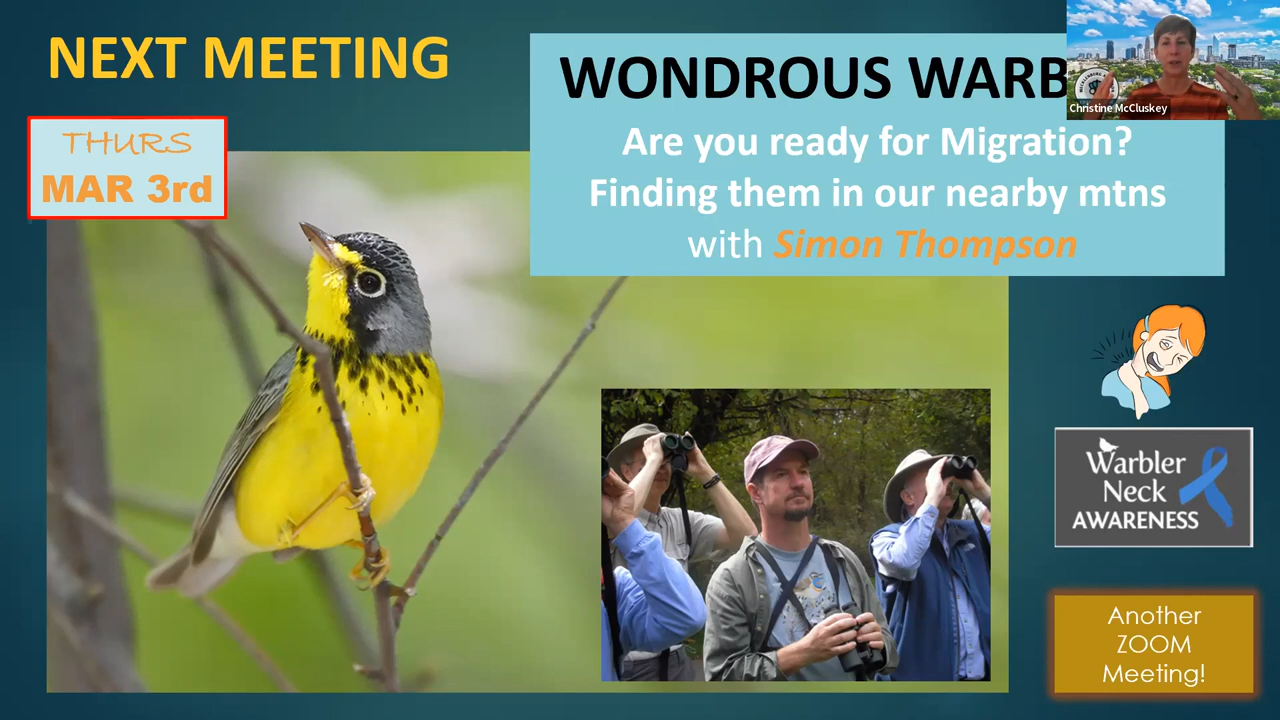 NEXT MEETING
THURS
MAR 3rd
WONDROUS WARB
Are you ready for Migration?
Finding them in our nearby mtns
with Simon Thompson
Christine McCluskey
Warbler
Neck
AWARENESS
Another
ZOOM
Meeting!